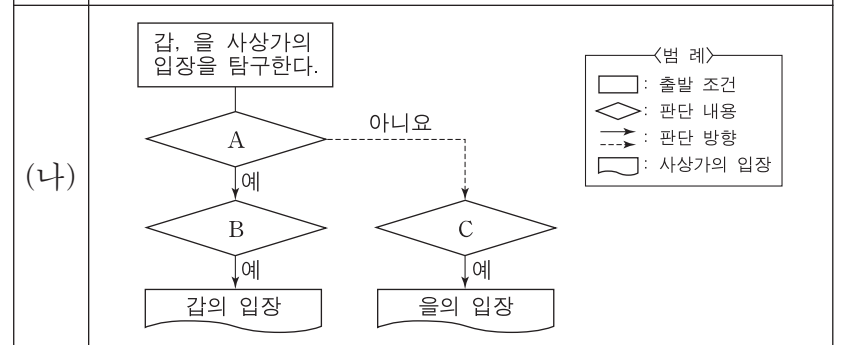 (나)
갑, 을 사상가의
입장을 탐구한다.
A
아니요
예
B
C
예
예
갑의 입장
을의 입장
〈범 례〉
: 출발 조건
: 판단 내용
: 판단 방향
: 사상가의 입장